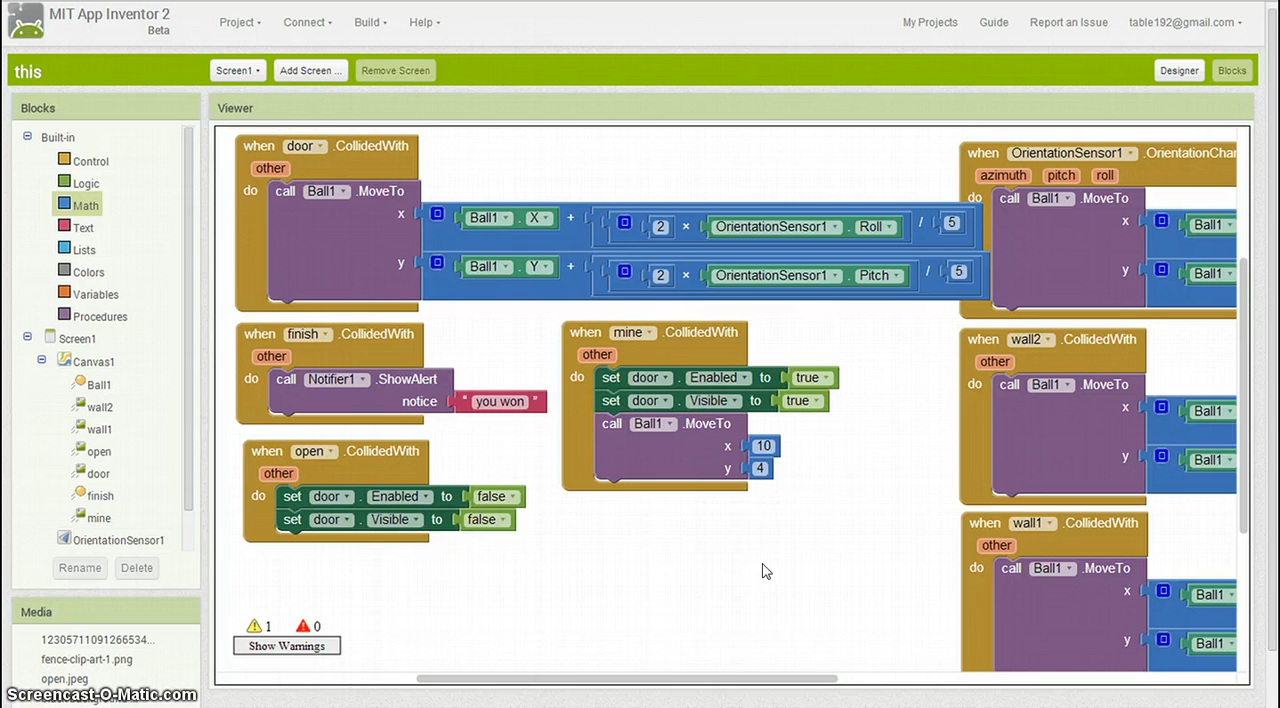 MIT App Inventor 2
Beta
Project Connect Build Help My Projects Guide Report an Issue table192@gmail.com
this Screen1 Add Screen ... Remove Screen Designer Blocks
Blocks
Built-in
Control
Logic
Math
Text
Lists
Colors
Variables
Procedures
Screen1
Canvas1
Ball1
wall2
wall1
open
door
finish
mine
OrientationSensor1
Rename Delete
Media
12305711091266534...
fence-clip-art-1.png
open.jpeg
Viewer
when door .CollidedWith
other
do call Ball1 .MoveTo
x Ball1 . X + 2 × OrientationSensor1 . Roll / 5
y Ball1 . Y + 2 × OrientationSensor1 . Pitch / 5
when finish .CollidedWith
other
do call Notifier1 .ShowAlert
notice " you won "
when open .CollidedWith
other
do set door . Enabled to false
set door . Visible to false
when mine .CollidedWith
other
do set door . Enabled to true
set door . Visible to true
call Ball1 .MoveTo
x 10
y 4
when OrientationSensor1 .OrientationChan
azimuth pitch roll
do call Ball1 .MoveTo
x Ball1
y Ball1
when wall2 .CollidedWith
other
do call Ball1 .MoveTo
x Ball1
y Ball1
when wall1 .CollidedWith
other
do call Ball1 .MoveTo
x Ball1
y Ball1
1 0
Show Warnings
Screencast-O-Matic.com